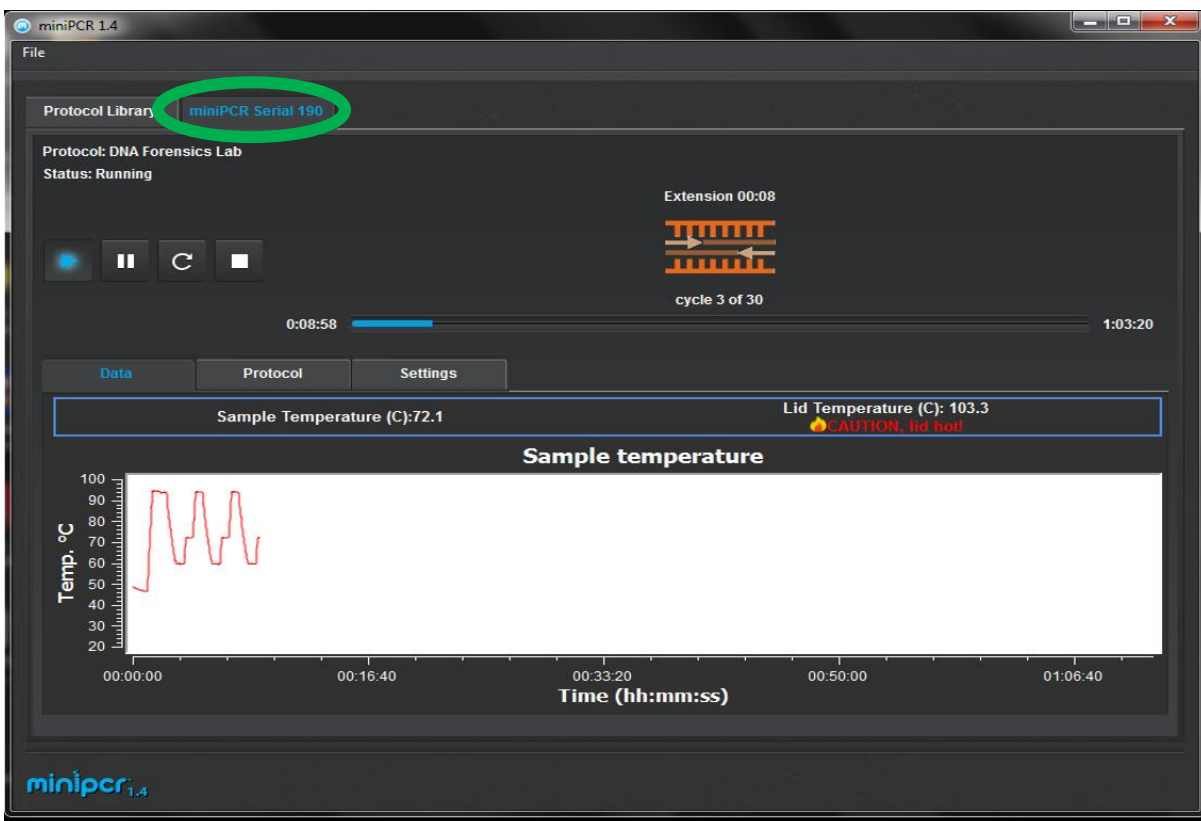 miniPCR 1.4
File
Protocol Library
miniPCR Serial 190
Protocol: DNA Forensics Lab
Status: Running
Extension 00:08
cycle 3 of 30
0:08:58
1:03:20
Data
Protocol
Settings
Sample Temperature (C):72.1
Lid Temperature (C): 103.3
CAUTION, lid hot!
Sample temperature
Temp. ºC
100
90
80
70
60
50
40
30
20
00:00:00
00:16:40
00:33:20
00:50:00
01:06:40
Time (hh:mm:ss)
minipcr 1.4